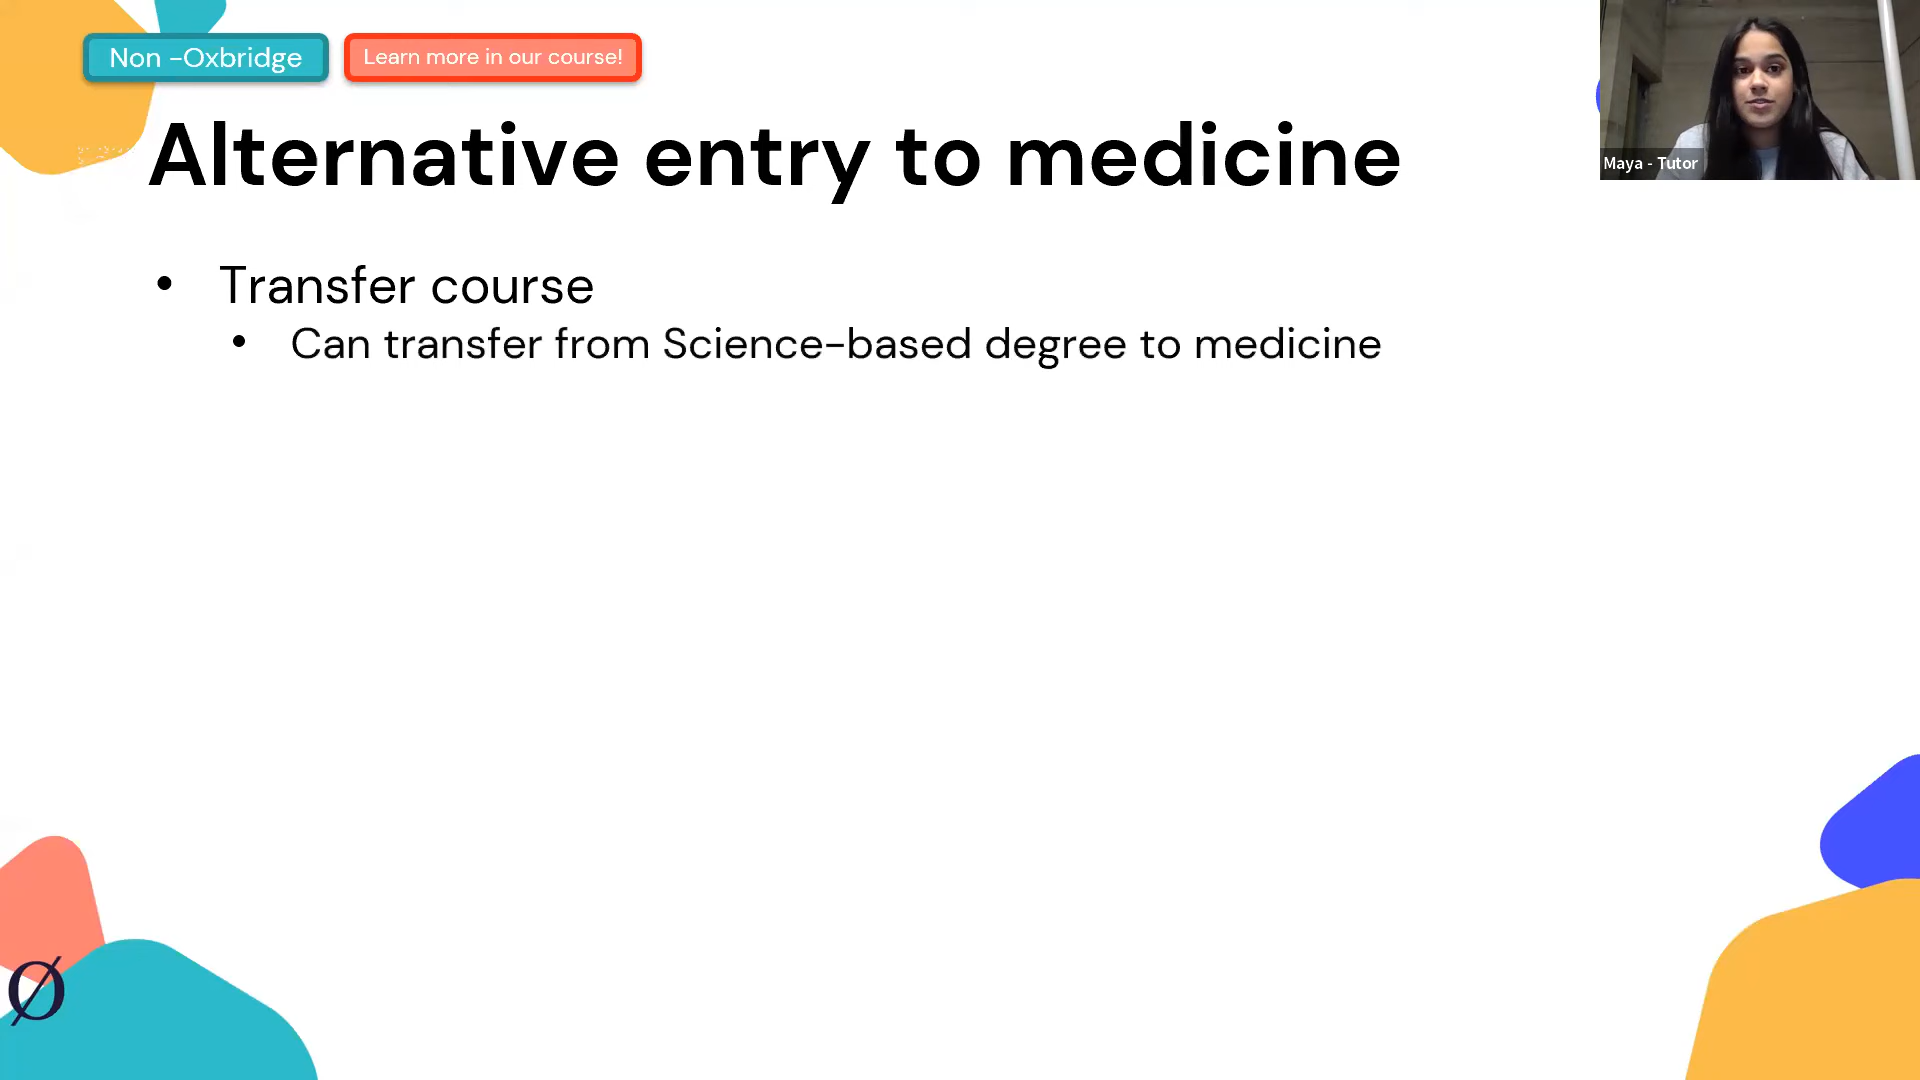 Non -Oxbridge
Learn more in our course!
Alternative entry to medicine
Maya - Tutor
• Transfer course
• Can transfer from Science-based degree to medicine
Ø